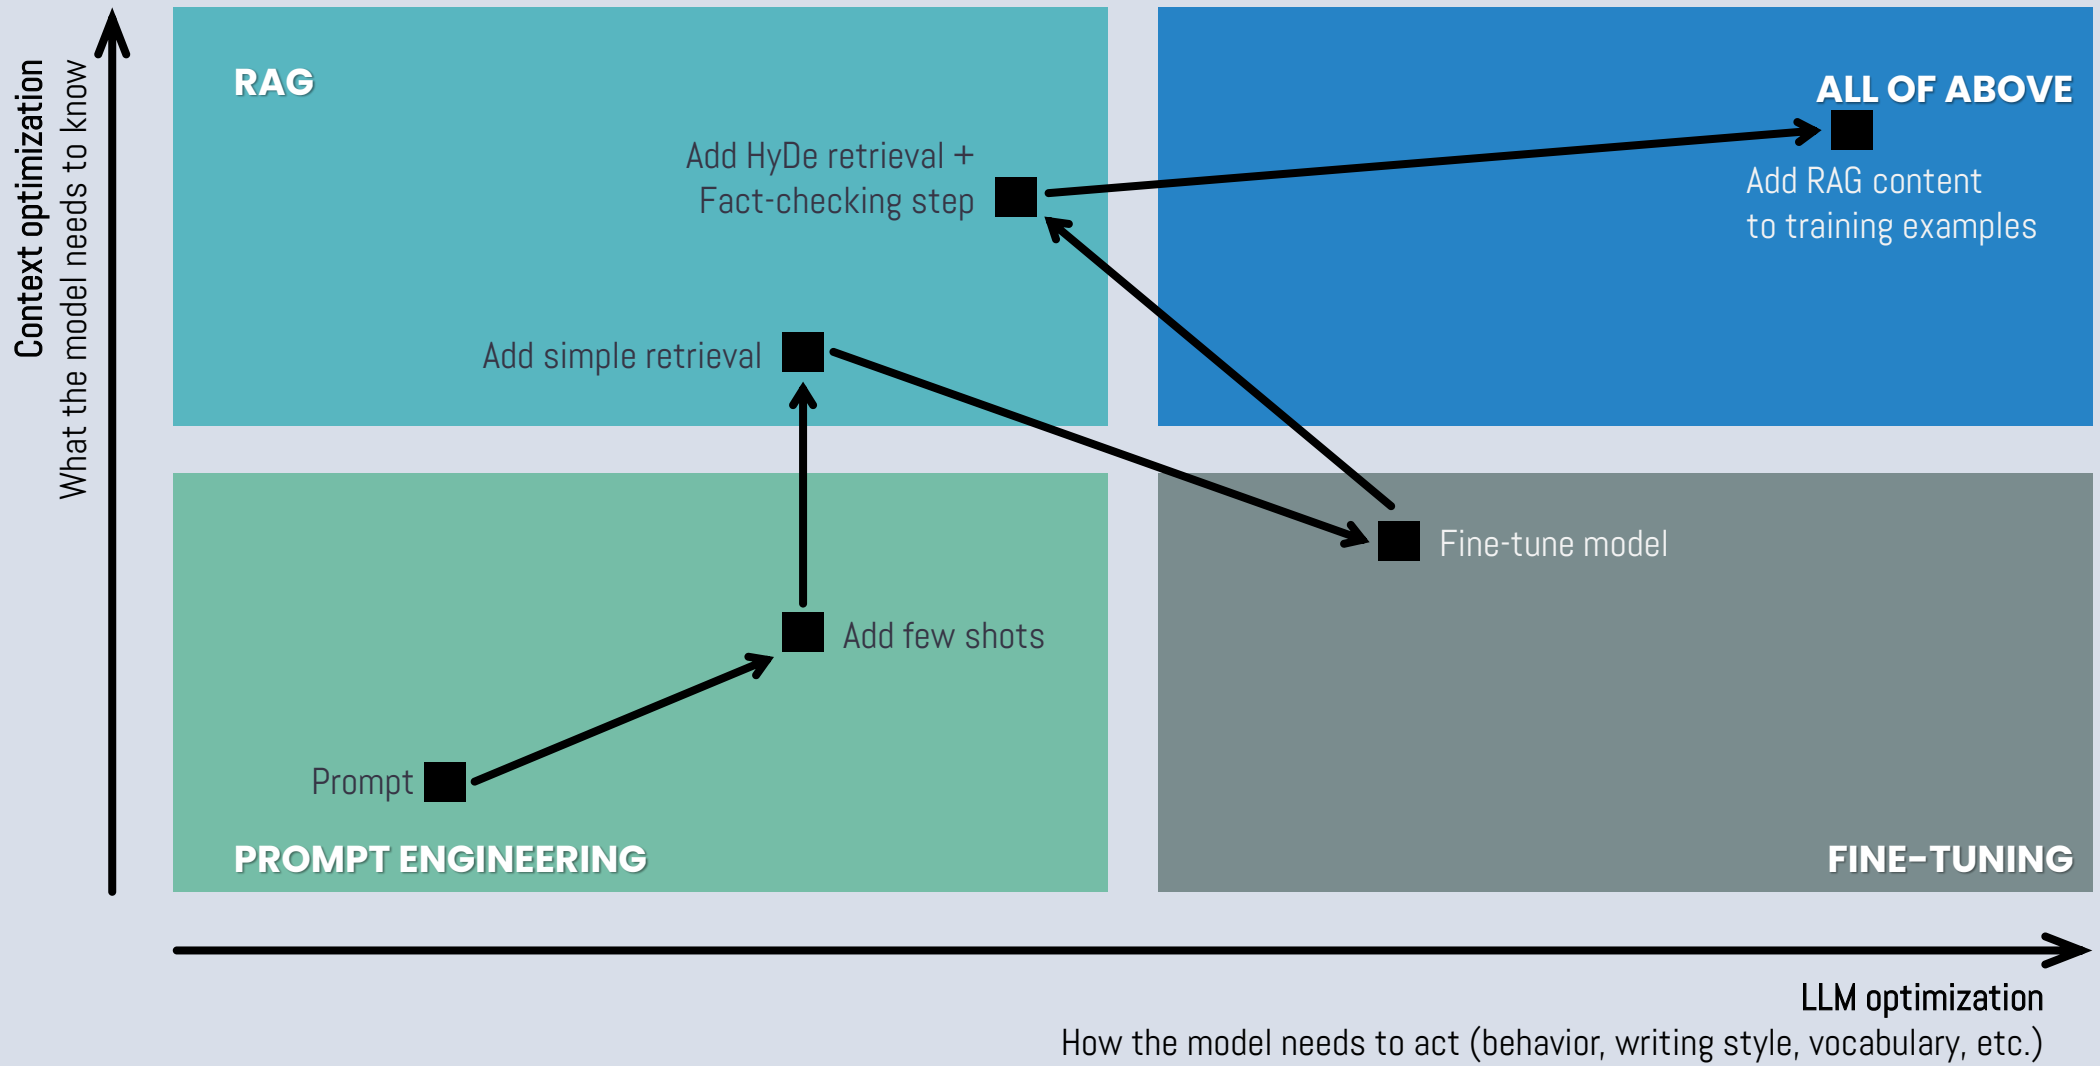 Context optimization
What the model needs to know
RAG
Add HyDe retrieval +
Fact-checking step
Add simple retrieval
ALL OF ABOVE
Add RAG content
to training examples
Add few shots
Prompt
PROMPT ENGINEERING
Fine-tune model
FINE-TUNING
LLM optimization
How the model needs to act (behavior, writing style, vocabulary, etc.)